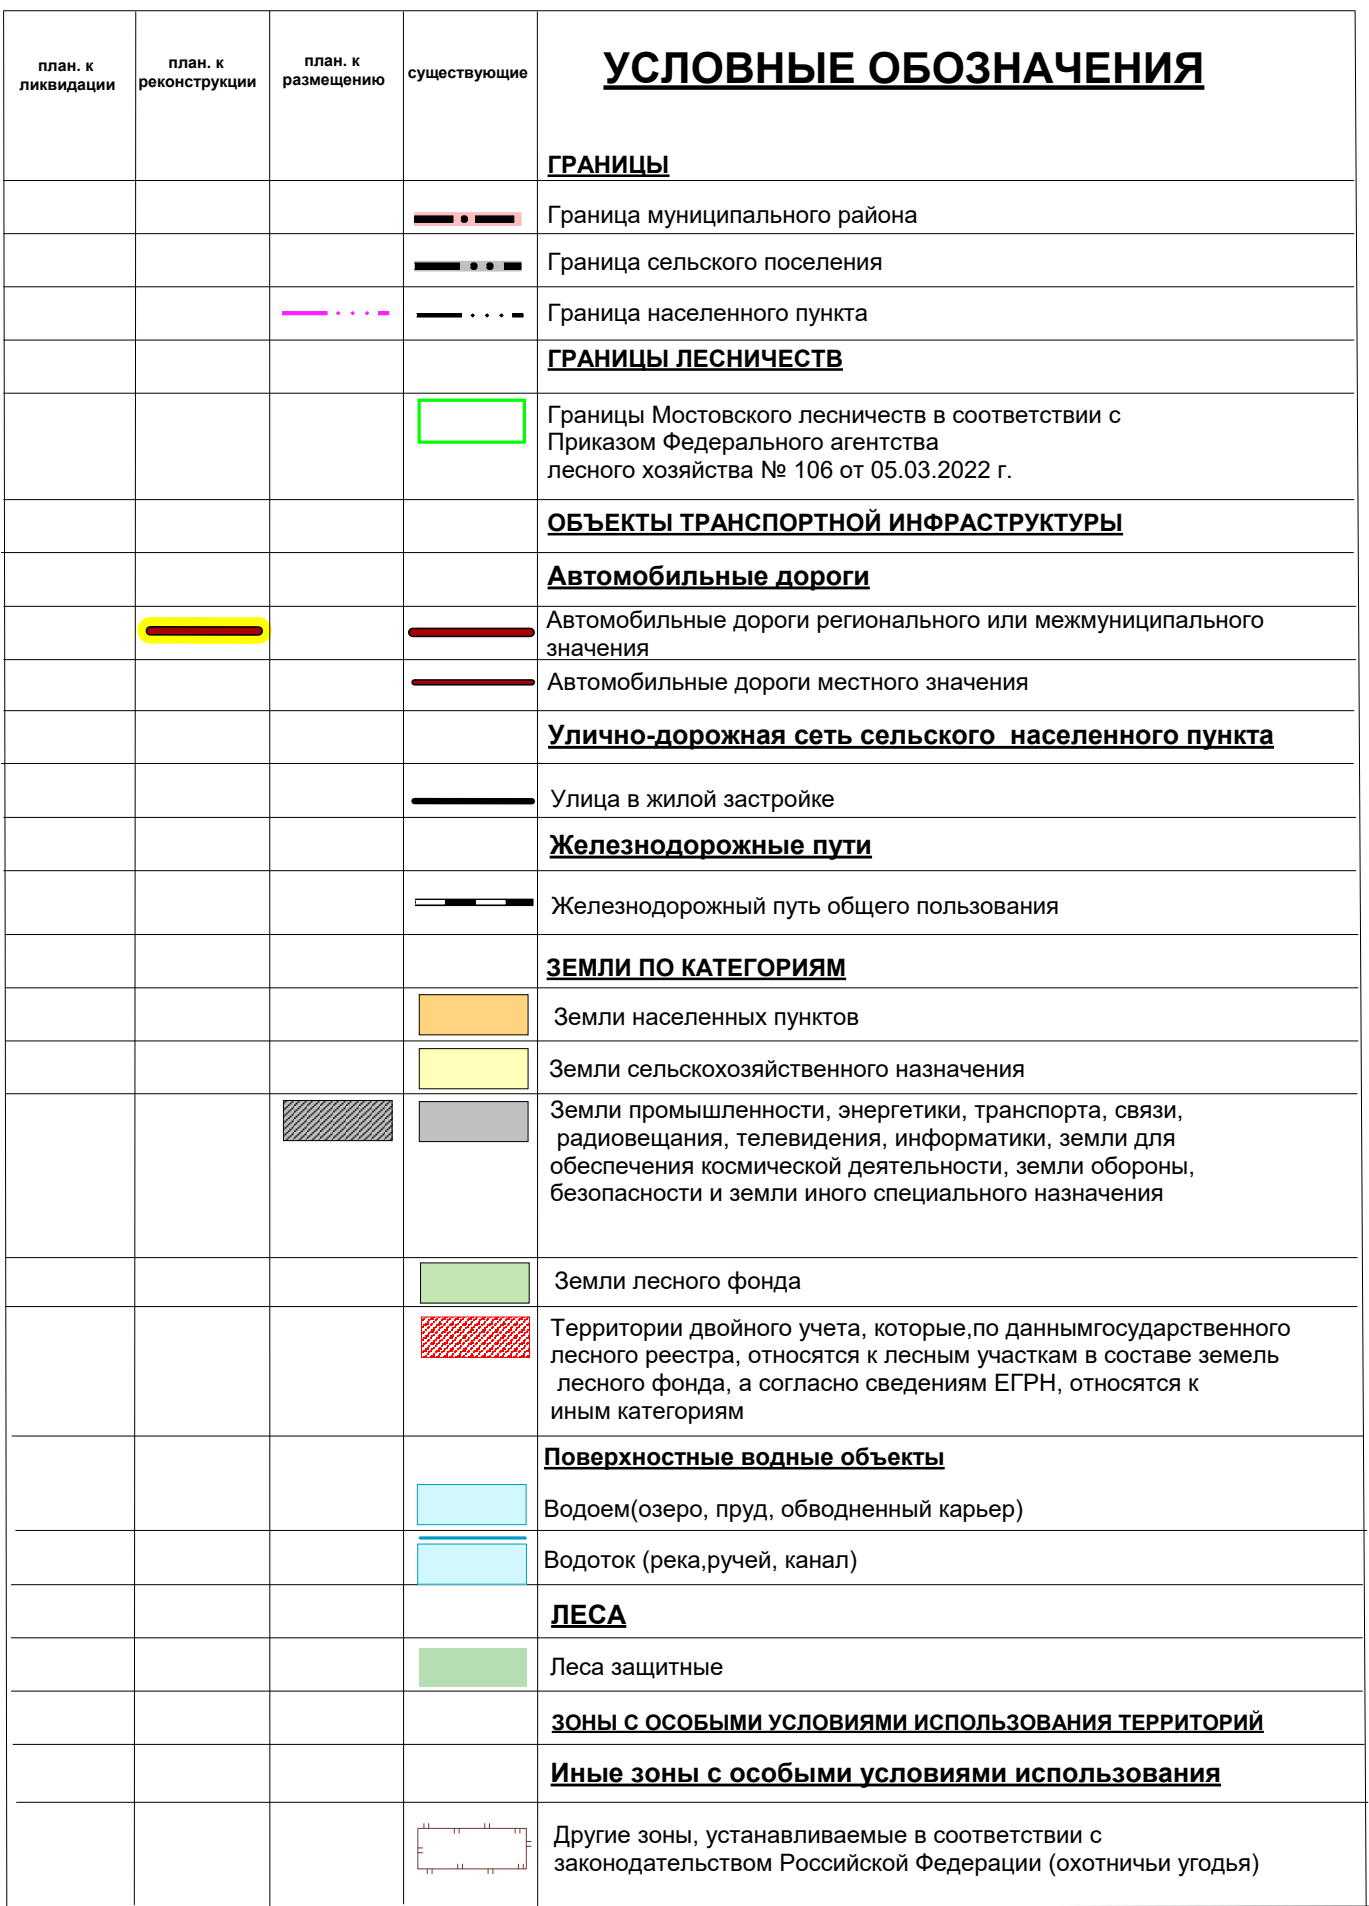 план. к
ликвидации
план. к
реконструкции
план. к
размещению
существующие
УСЛОВНЫЕ ОБОЗНАЧЕНИЯ
ГРАНИЦЫ
Граница муниципального района
Граница сельского поселения
Граница населенного пункта
ГРАНИЦЫ ЛЕСНИЧЕСТВ
Границы Мостовского лесничеств в соответствии с
Приказом Федерального агентства
лесного хозяйства № 106 от 05.03.2022 г.
ОБЪЕКТЫ ТРАНСПОРТНОЙ ИНФРАСТРУКТУРЫ
Автомобильные дороги
Автомобильные дороги регионального или межмуниципального
значения
Автомобильные дороги местного значения
Улично-дорожная сеть сельского населенного пункта
Улица в жилой застройке
Железнодорожные пути
Железнодорожный путь общего пользования
ЗЕМЛИ ПО КАТЕГОРИЯМ
Земли населенных пунктов
Земли сельскохозяйственного назначения
Земли промышленности, энергетики, транспорта, связи,
радиовещания, телевидения, информатики, земли для
обеспечения космической деятельности, земли обороны,
безопасности и земли иного специального назначения
Земли лесного фонда
Территории двойного учета, которые,по даннымгосударственного
лесного реестра, относятся к лесным участкам в составе земель
лесного фонда, а согласно сведениям ЕГРН, относятся к
иным категориям
Поверхностные водные объекты
Водоем(озеро, пруд, обводненный карьер)
Водоток (река,ручей, канал)
ЛЕСА
Леса защитные
ЗОНЫ С ОСОБЫМИ УСЛОВИЯМИ ИСПОЛЬЗОВАНИЯ ТЕРРИТОРИЙ
Иные зоны с особыми условиями использования
Другие зоны, устанавливаемые в соответствии с
законодательством Российской Федерации (охотничьи угодья)